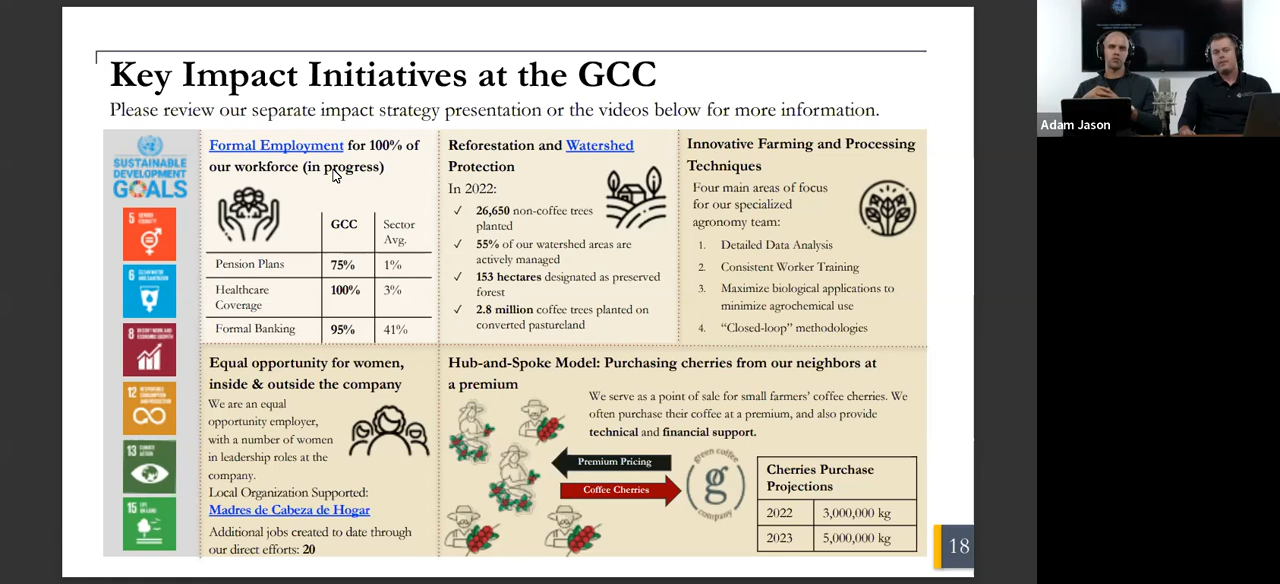 Key Impact Initiatives at the GCC
Please review our separate impact strategy presentation or the videos below for more information.
SUSTAINABLE
DEVELOPMENT
GOALS
5
6
8
12
13
15
Formal Employment for 100% of
our workforce (in progress)
GCC
Sector
Avg.
Pension Plans 75% 1%
Healthcare
Coverage
100% 3%
Formal Banking 95% 41%
Reforestation and Watershed
Protection
In 2022:
✓ 26,650 non-coffee trees
planted
✓ 55% of our watershed areas are
actively managed
✓ 153 hectares designated as preserved
forest
✓ 2.8 million coffee trees planted on
converted pastureland
Innovative Farming and Processing
Techniques
Four main areas of focus
for our specialized
agronomy team:
1. Detailed Data Analysis
2. Consistent Worker Training
3. Maximize biological applications to
minimize agrochemical use
4. “Closed-loop” methodologies
Equal opportunity for women,
inside & outside the company
We are an equal
opportunity employer,
with a number of women
in leadership roles at the
company.
Local Organization Supported:
Madres de Cabeza de Hogar
Additional jobs created to date through
our direct efforts: 20
Hub-and-Spoke Model: Purchasing cherries from our neighbors at
a premium
We serve as a point of sale for small farmers’ coffee cherries. We
often purchase their coffee at a premium, and also provide
technical and financial support.
Premium Pricing
Coffee Cherries
green coffee
g
company
Cherries Purchase
Projections
2022 3,000,000 kg
2023 5,000,000 kg
18
Adam Jason